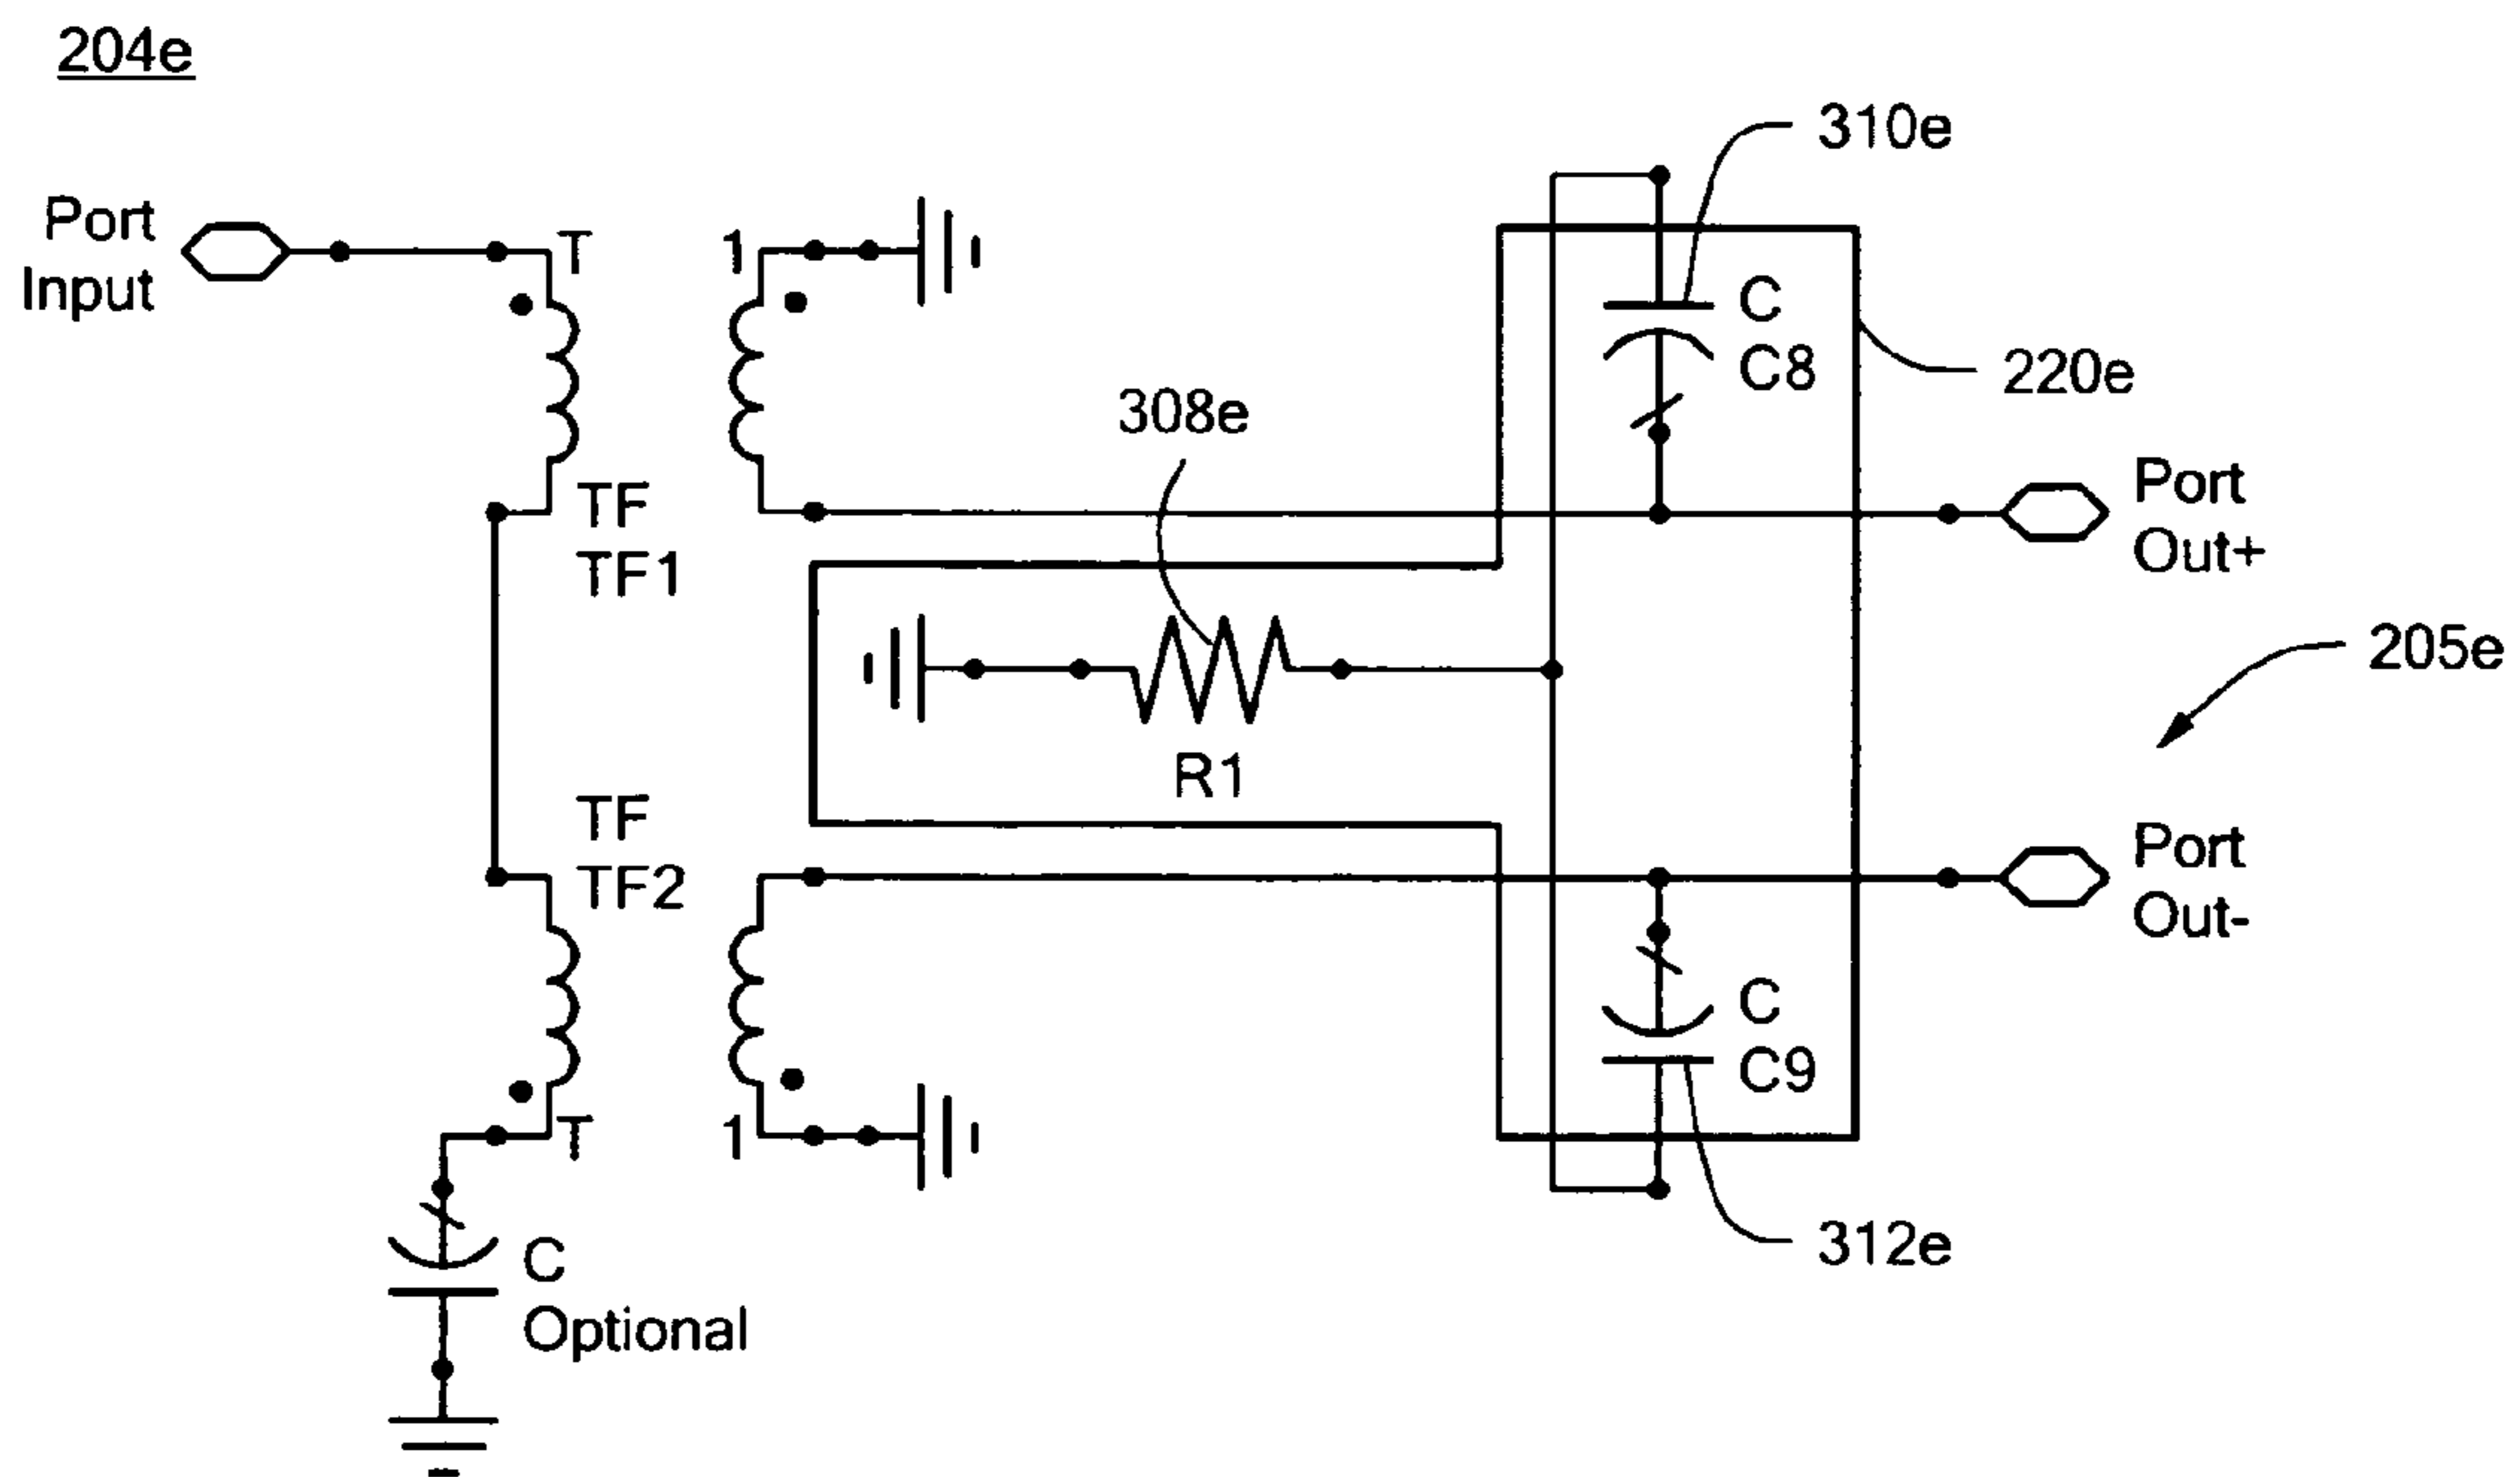 204e
310e
Port
Input
T
1
C
C8
220e
308e
Port
Out+
TF
TF1
205e
R1
TF
TF2
Port
Out-
C
C9
T
1
312e
C
Optional